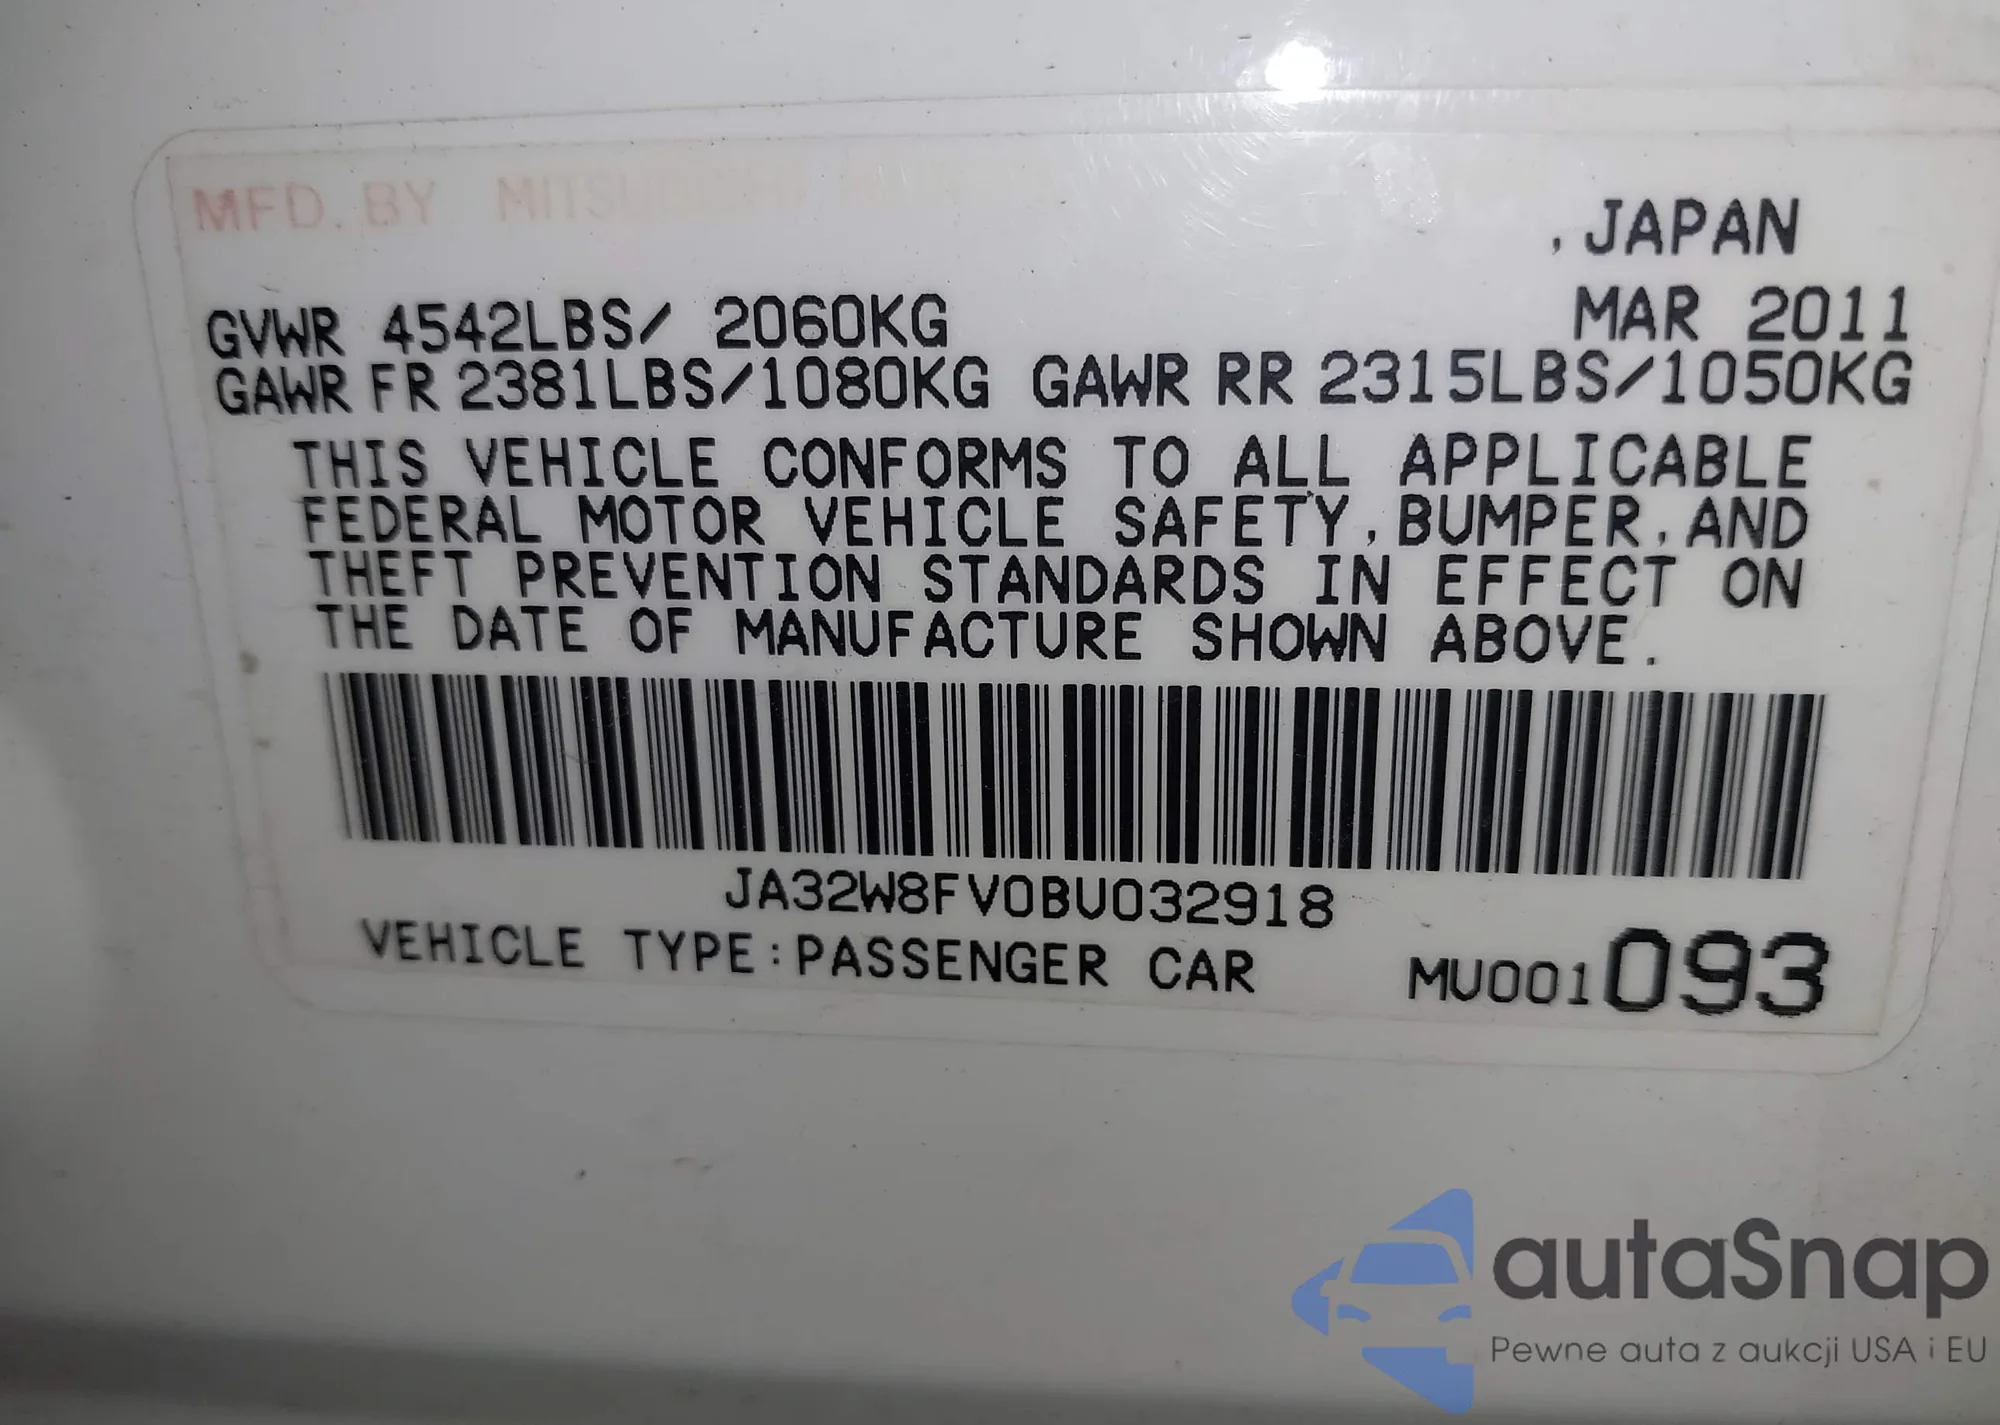 MFD. BY MITSUBISHI
, JAPAN
GVWR 4542LBS/ 2060KG MAR 2011
GAWR FR 2381LBS/1080KG GAWR RR 2315LBS/1050KG
THIS VEHICLE CONFORMS TO ALL APPLICABLE
FEDERAL MOTOR VEHICLE SAFETY, BUMPER, AND
THEFT PREVENTION STANDARDS IN EFFECT ON
THE DATE OF MANUFACTURE SHOWN ABOVE.
JA32W8FV0BU032918
VEHICLE TYPE:PASSENGER CAR MU001093
autaSnap
Pewne auta z aukcji USA i EU